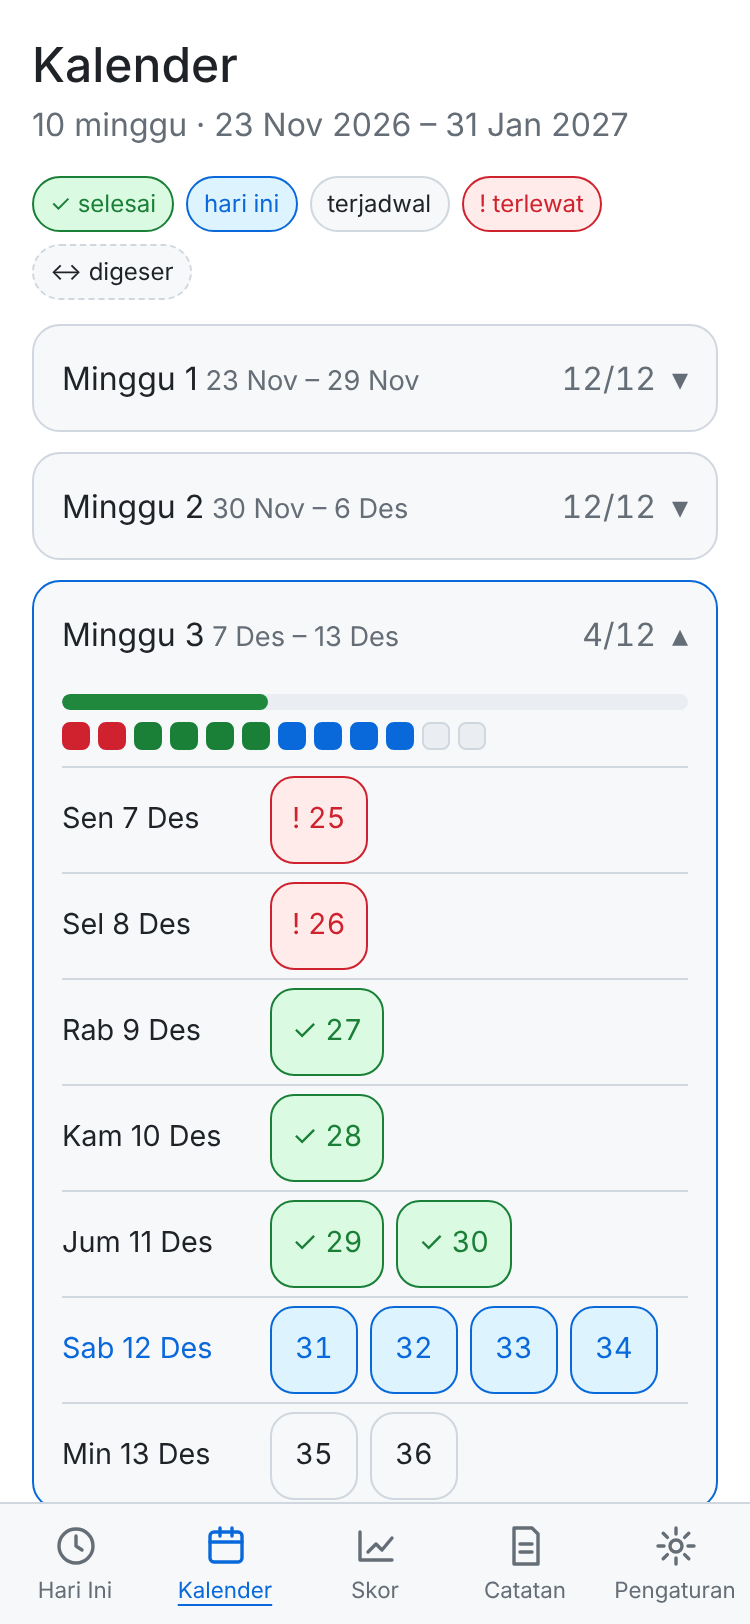 Kalender
10 minggu · 23 Nov 2026 – 31 Jan 2027
✓ selesai hari ini terjadwal ! terlewat
↔ digeser
Minggu 1 23 Nov – 29 Nov 12/12 ▼
Minggu 2 30 Nov – 6 Des 12/12 ▼
Minggu 3 7 Des – 13 Des 4/12 ▲
Sen 7 Des ! 25
Sel 8 Des ! 26
Rab 9 Des ✓ 27
Kam 10 Des ✓ 28
Jum 11 Des ✓ 29 ✓ 30
Sab 12 Des 31 32 33 34
Min 13 Des 35 36
Hari Ini Kalender Skor Catatan Pengaturan